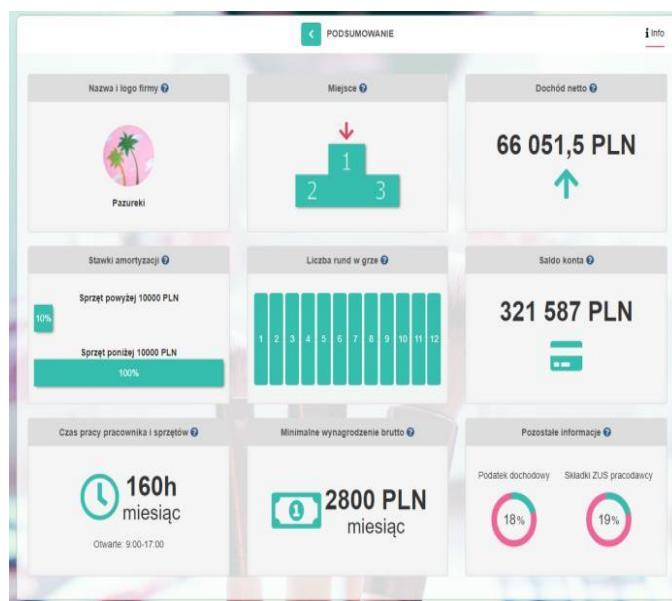 PODSUMOWANIE
Info
Nazwa i logo firmy
Pazureki
Miejsce
1
2 3
Dochód netto
66 051,5 PLN
Stawki amortyzacji
Sprzęt powyżej 10000 PLN
10%
Sprzęt poniżej 10000 PLN
100%
Liczba rund w grze
1 2 3 4 5 6 7 8 9 10 11 12
Saldo konta
321 587 PLN
Czas pracy pracownika i sprzętów
160h
miesiąc
Otwarte: 9:00-17:00
Minimalne wynagrodzenie brutto
1
2800 PLN
miesiąc
Pozostałe informacje
Podatek dochodowy Składki ZUS pracodawcy
18% 19%